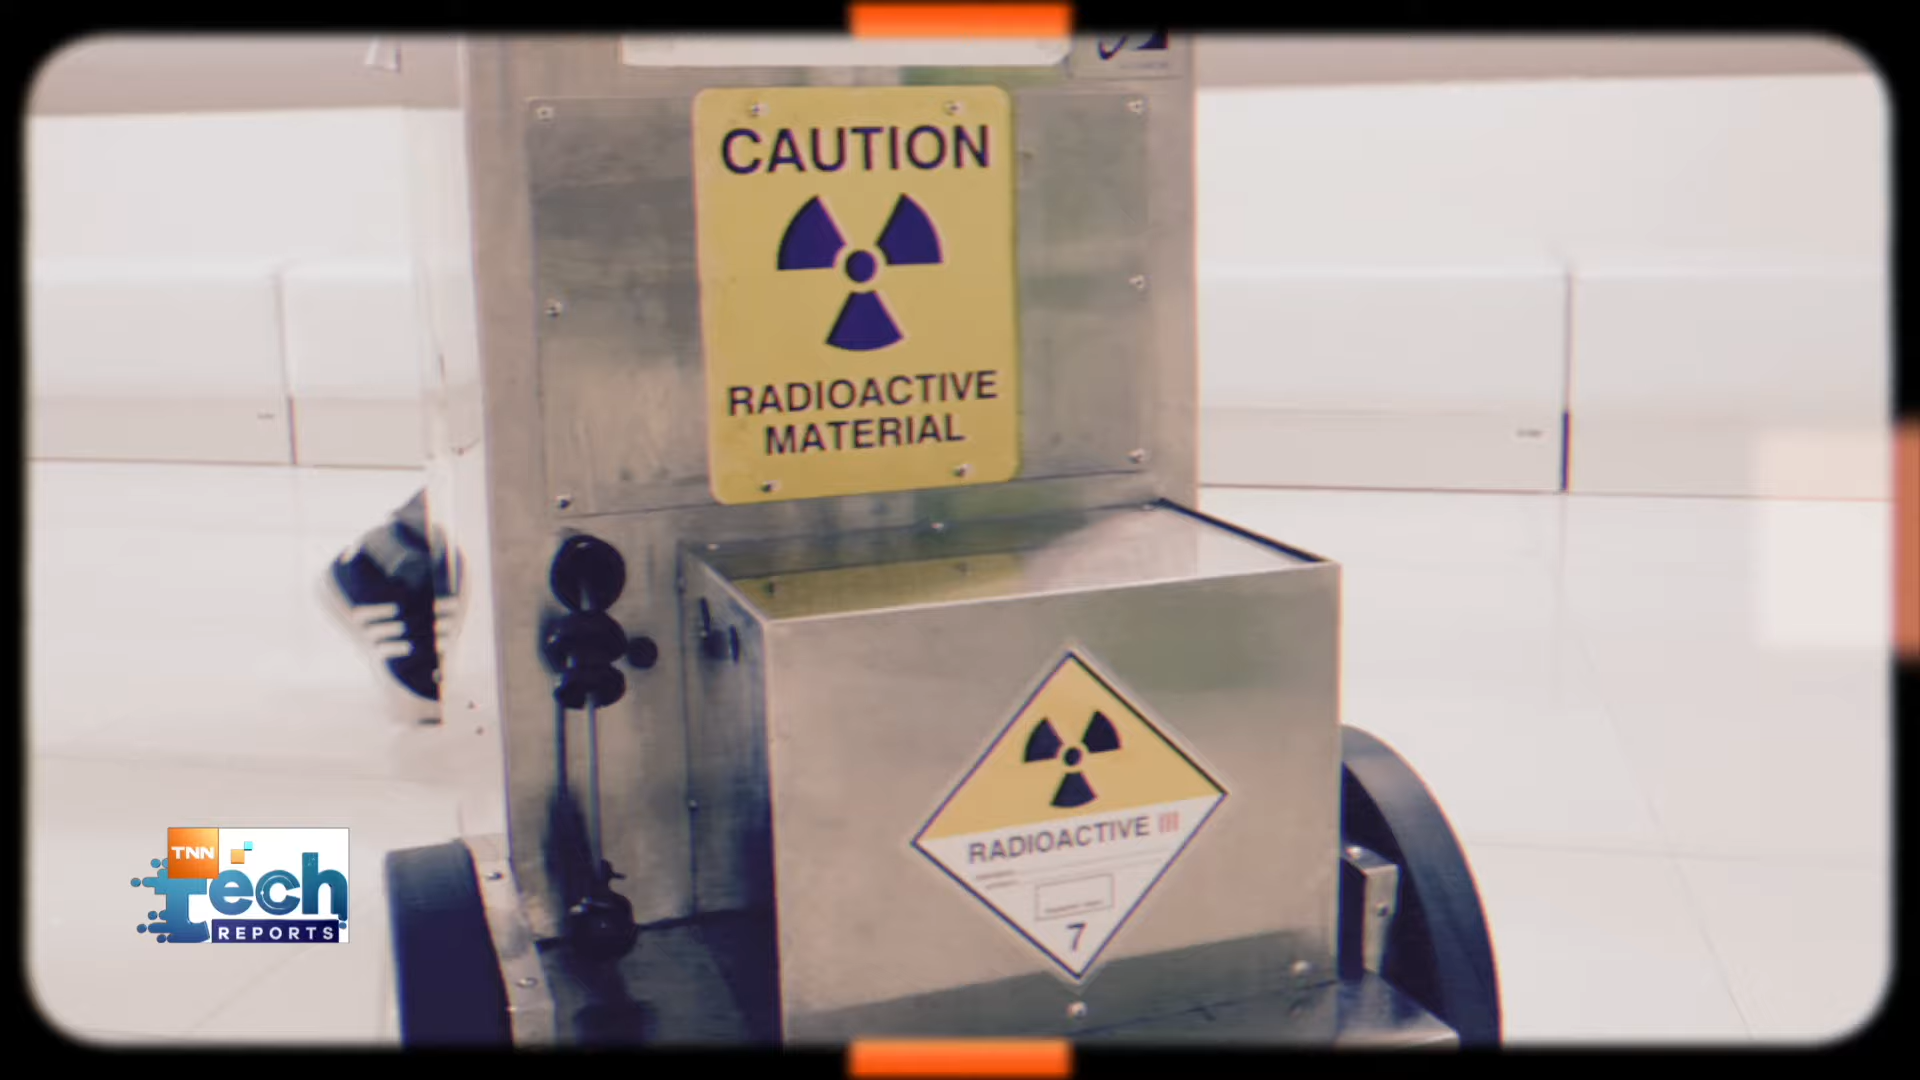 CAUTION
RADIOACTIVE
MATERIAL
RADIOACTIVE III
7
TNN
Tech
REPORTS